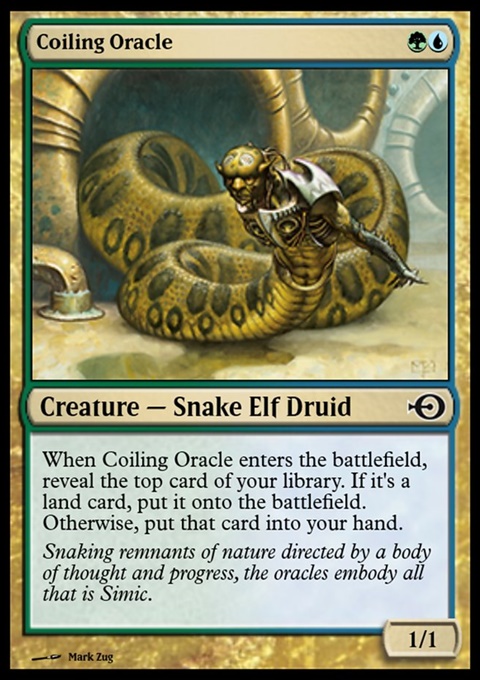 Coiling Oracle
Creature — Snake Elf Druid
When Coiling Oracle enters the battlefield,
reveal the top card of your library. If it's a
land card, put it onto the battlefield.
Otherwise, put that card into your hand.
Snaking remnants of nature directed by a body
of thought and progress, the oracles embody all
that is Simic.
1/1
Mark Zug